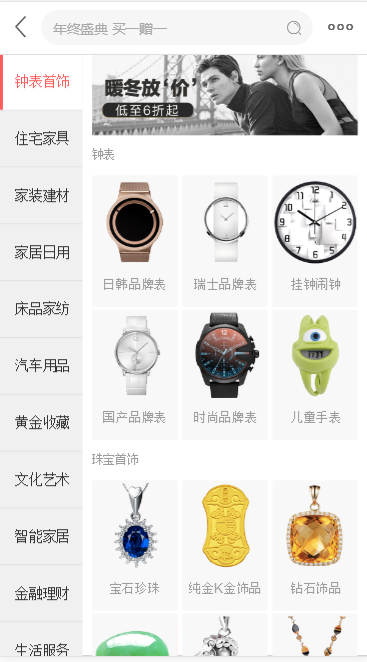 年终盛典 买一赠一
钟表首饰
住宅家具
家装建材
家居日用
床品家纺
汽车用品
黄金收藏
文化艺术
智能家居
金融理财
生活服务
暖冬放‘价’
低至6折起
钟表
日韩品牌表
瑞士品牌表
挂钟闹钟
国产品牌表
时尚品牌表
儿童手表
珠宝首饰
宝石珍珠
纯金K金饰品
钻石饰品